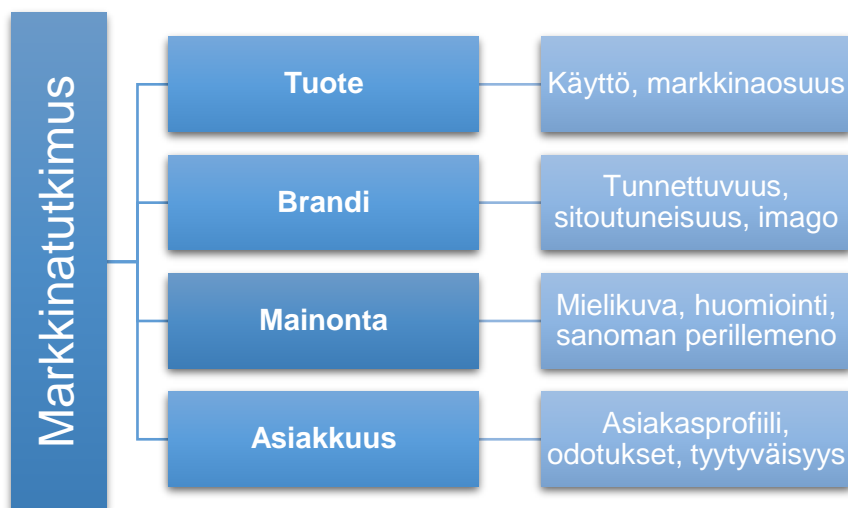 Markkinatutkimus
Tuote
Käyttö, markkinaosuus
Brandi
Tunnettuvuus,
sitoutuneisuus, imago
Mainonta
Mielikuva, huomiointi,
sanoman perillemeno
Asiakkuus
Asiakasprofiili,
odotukset, tyytyväisyys